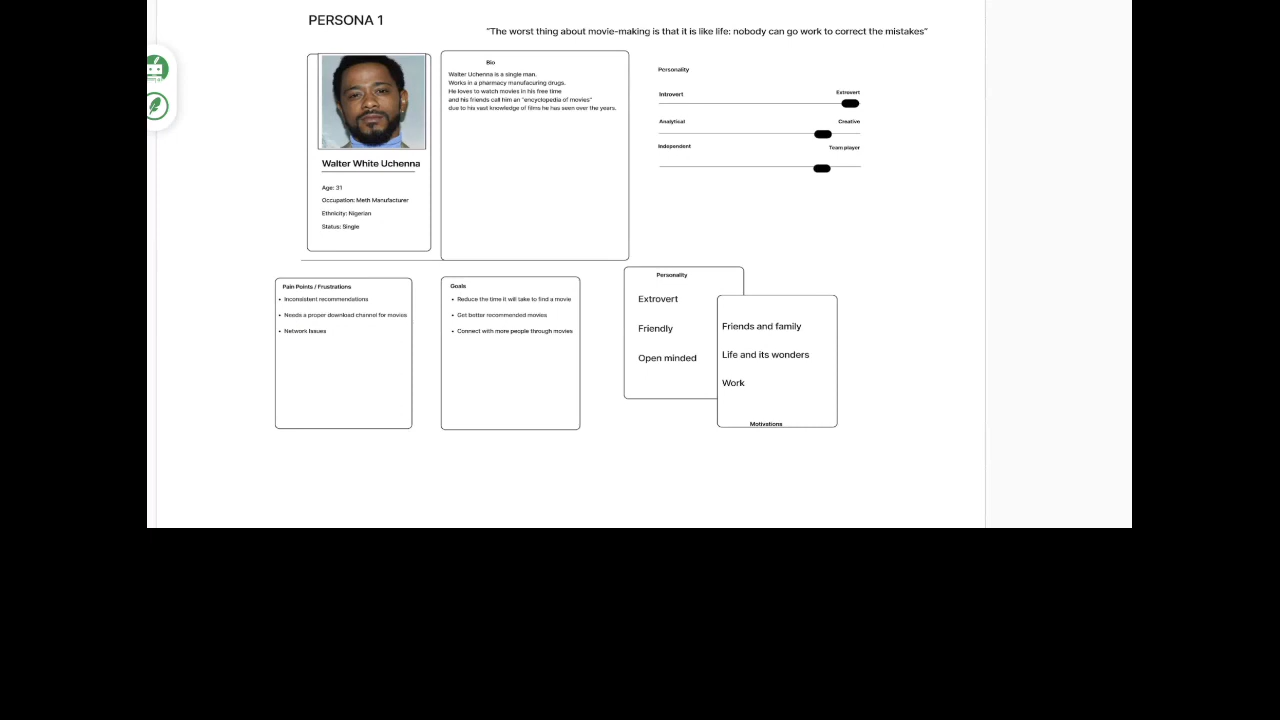 PERSONA 1
"The worst thing about movie-making is that it is like life: nobody can go work to correct the mistakes"
Walter White Uchenna
Age: 31
Occupation: Meth Manufacturer
Ethnicity: Nigerian
Status: Single
Bio
Walter Uchenna is a single man.
Works in a pharmacy manufacuring drugs.
He loves to watch movies in his free time
and his friends call him an "encyclopedia of movies"
due to his vast knowledge of films he has seen over the years.
Personality
Introvert Extrovert
Analytical Creative
Independent Team player
Pain Points / Frustrations
• Inconsistent recommendations
• Needs a proper download channel for movies
• Network Issues
Goals
• Reduce the time it will take to find a movie
• Get better recommended movies
• Connect with more people through movies
Personality
Extrovert
Friendly
Open minded
Friends and family
Life and its wonders
Work
Motivations